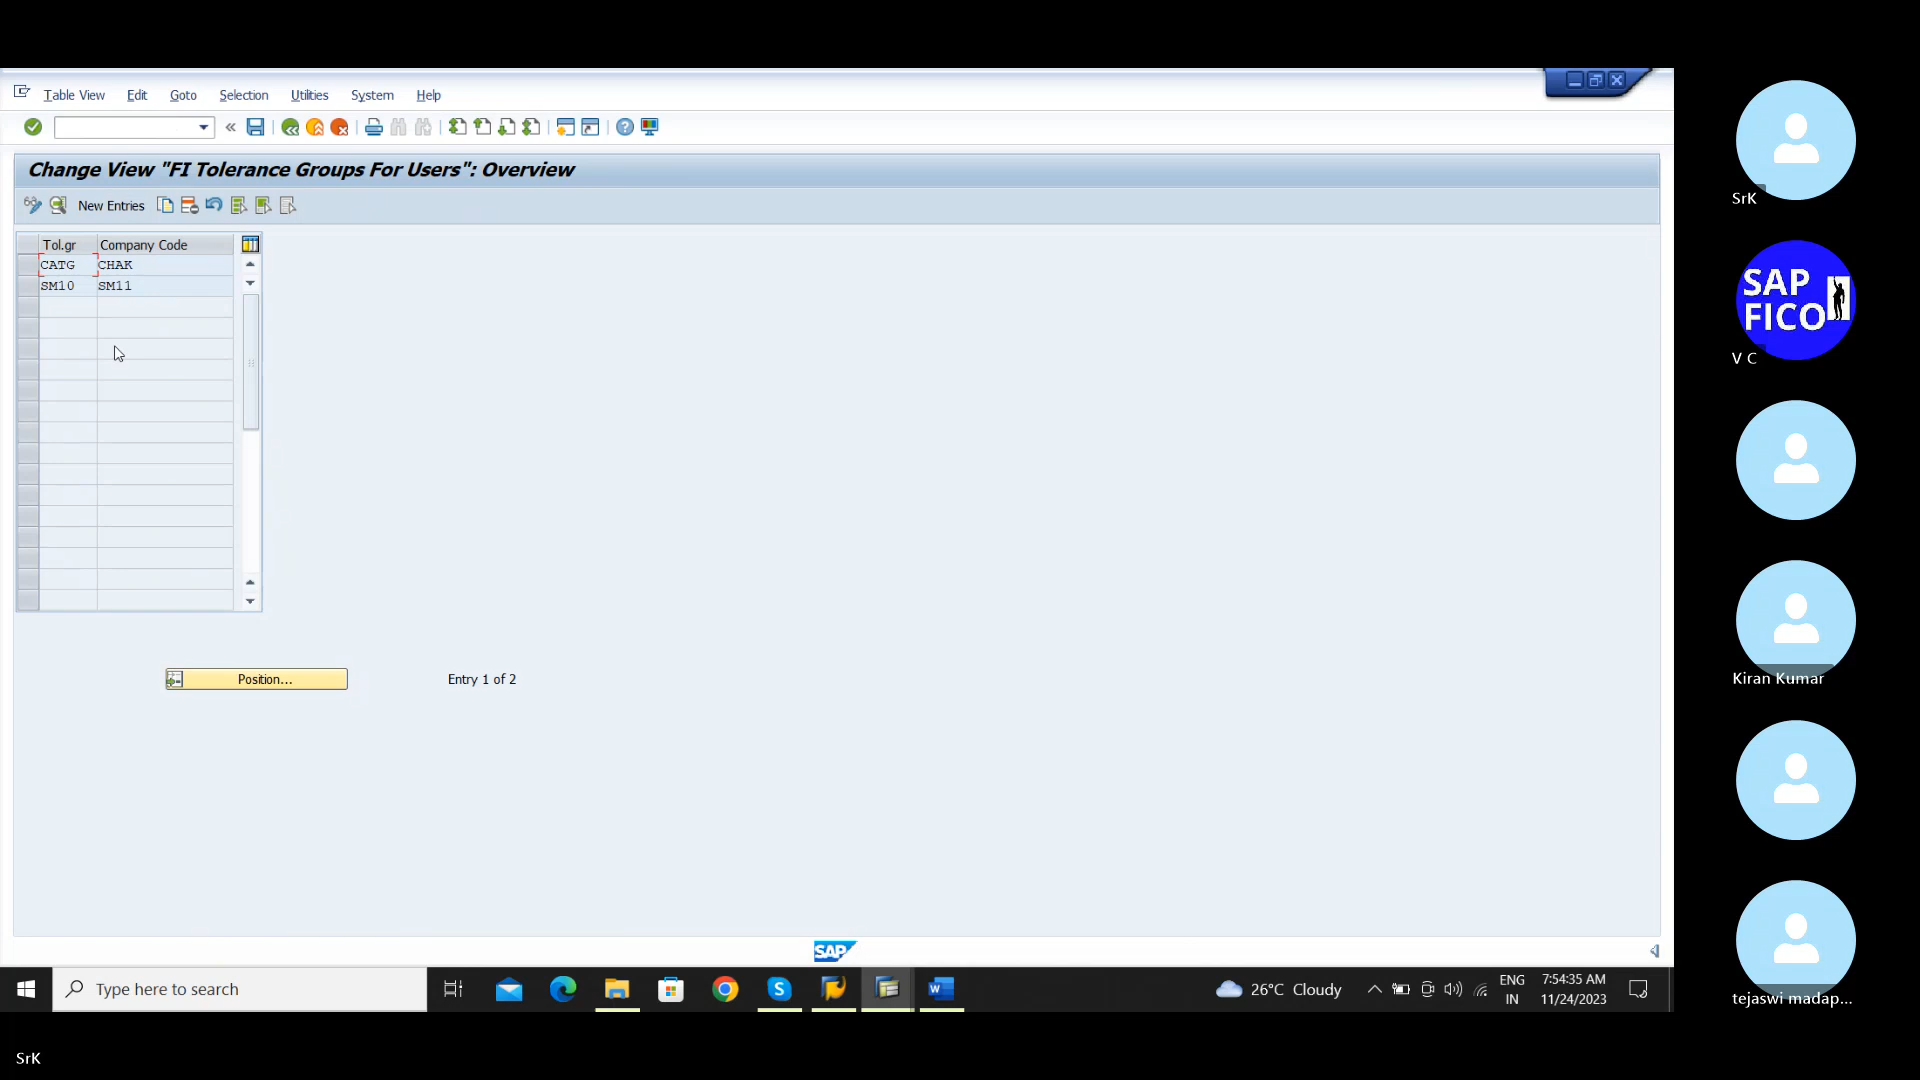 Table View Edit Goto Selection Utilities System Help
Change View "FI Tolerance Groups For Users": Overview
New Entries
Tol.gr Company Code
CATG CHAK
SM10 SM11
Position... Entry 1 of 2
SAP
Type here to search
S
W
26°C Cloudy
ENG
IN
7:54:35 AM
11/24/2023
SrK
SrK
SAP
FICO
V C
Kiran Kumar
tejaswi madap...